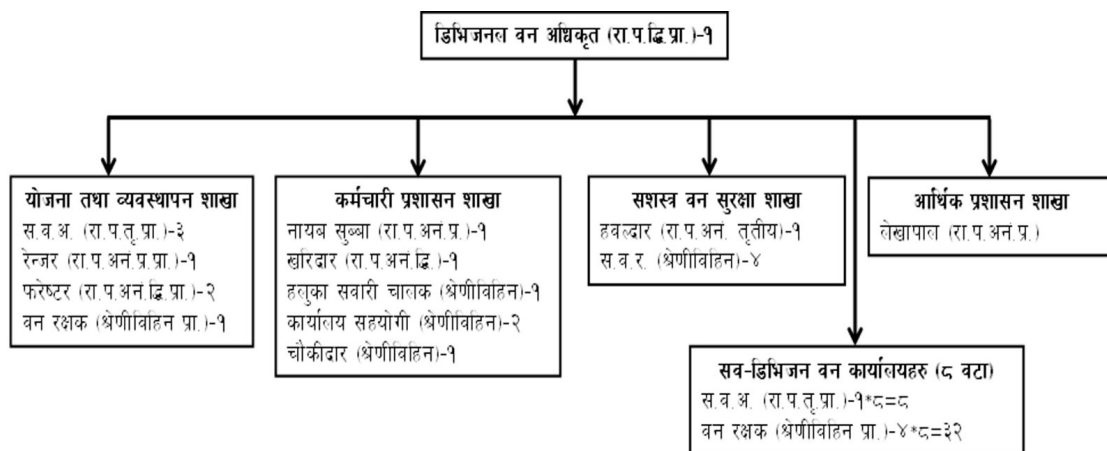 डिभिजनल वन अधिकृत (रा.प.द्वि.प्रा.)-१
योजना तथा व्यवस्थापन शाखा
स.व.अ. (रा.प.तृ.प्रा.)-३
रेन्जर (रा.प.अनं.प्र.प्रा.)-१
फरेष्टर (रा.प.अनं.द्वि.प्रा.)-२
वन रक्षक (श्रेणीविहिन प्रा.)-१
कर्मचारी प्रशासन शाखा
नायब सुब्बा (रा.प.अनं.प्र.)-१
खरिदार (रा.प.अनं.द्वि.)-१
हलुका सवारी चालक (श्रेणीविहिन)-१
कार्यालय सहयोगी (श्रेणीविहिन)-२
चौकीदार (श्रेणीविहिन)-१
सशस्त्र वन सुरक्षा शाखा
हवल्दार (रा.प.अनं. तृतीय)-१
स.व.र. (श्रेणीविहिन)-४
आर्थिक प्रशासन शाखा
लेखापाल (रा.प.अनं.प्र.)
सव-डिभिजन वन कार्यालयहरु (८ वटा)
स.व.अ. (रा.प.तृ.प्रा.)-१*८=८
वन रक्षक (श्रेणीविहिन प्रा.)-४*८=३२